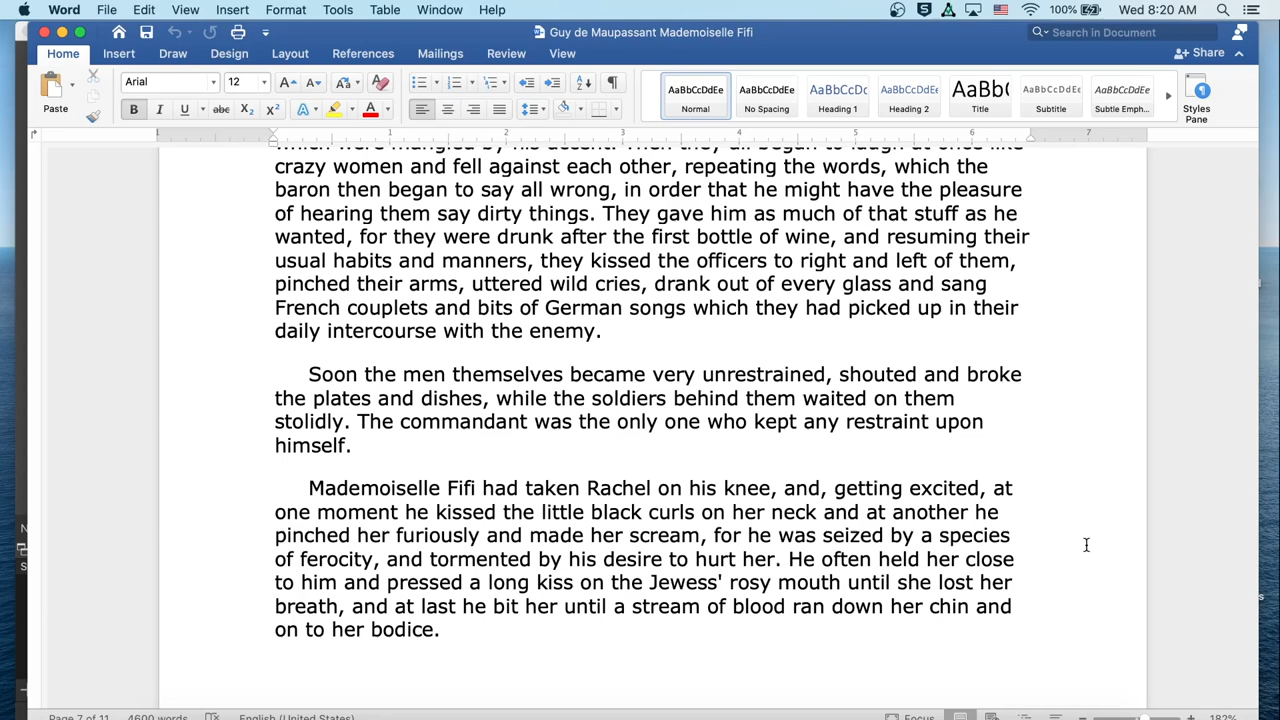 Word File Edit View Insert Format Tools Table Window Help 100% Wed 8:20 AM
Guy de Maupassant Mademoiselle Fifi Search in Document
Home Insert Draw Design Layout References Mailings Review View Share
Paste Arial 12 AaBbCcDdEe AaBbCcDdEe AaBbCcDc AaBbCcDdEe AaBbC AaBbCcDdEe AaBbCcDdEe
B I U abc X₂ X² A A Normal No Spacing Heading 1 Heading 2 Title Subtitle Subtle Emph... Styles Pane
1 1 2 3 4 5 6 7
which were mangled by his accent. Then they all began to laugh at once like
crazy women and fell against each other, repeating the words, which the
baron then began to say all wrong, in order that he might have the pleasure
of hearing them say dirty things. They gave him as much of that stuff as he
wanted, for they were drunk after the first bottle of wine, and resuming their
usual habits and manners, they kissed the officers to right and left of them,
pinched their arms, uttered wild cries, drank out of every glass and sang
French couplets and bits of German songs which they had picked up in their
daily intercourse with the enemy.
Soon the men themselves became very unrestrained, shouted and broke
the plates and dishes, while the soldiers behind them waited on them
stolidly. The commandant was the only one who kept any restraint upon
himself.
Mademoiselle Fifi had taken Rachel on his knee, and, getting excited, at
one moment he kissed the little black curls on her neck and at another he
pinched her furiously and made her scream, for he was seized by a species
of ferocity, and tormented by his desire to hurt her. He often held her close
to him and pressed a long kiss on the Jewess' rosy mouth until she lost her
breath, and at last he bit her until a stream of blood ran down her chin and
on to her bodice.
Page 7 of 11 4600 words English (United States) Focus 182%